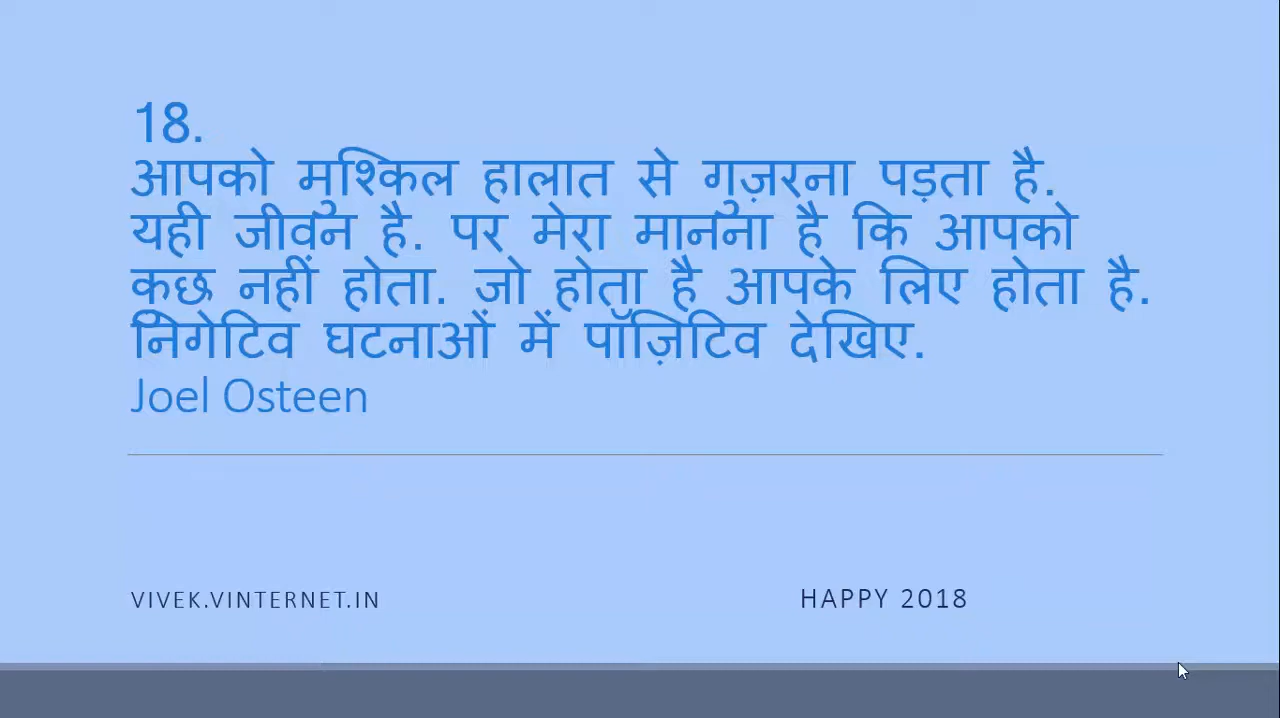 18.
आपको मुश्किल हालात से गुज़रना पड़ता है.
यही जीवन है. पर मेरा मानना है कि आपको
कुछ नहीं होता. जो होता है आपके लिए होता है.
निगेटिव घटनाओं में पॉज़िटिव देखिए.
Joel Osteen
VIVEK.VINTERNET.IN HAPPY 2018